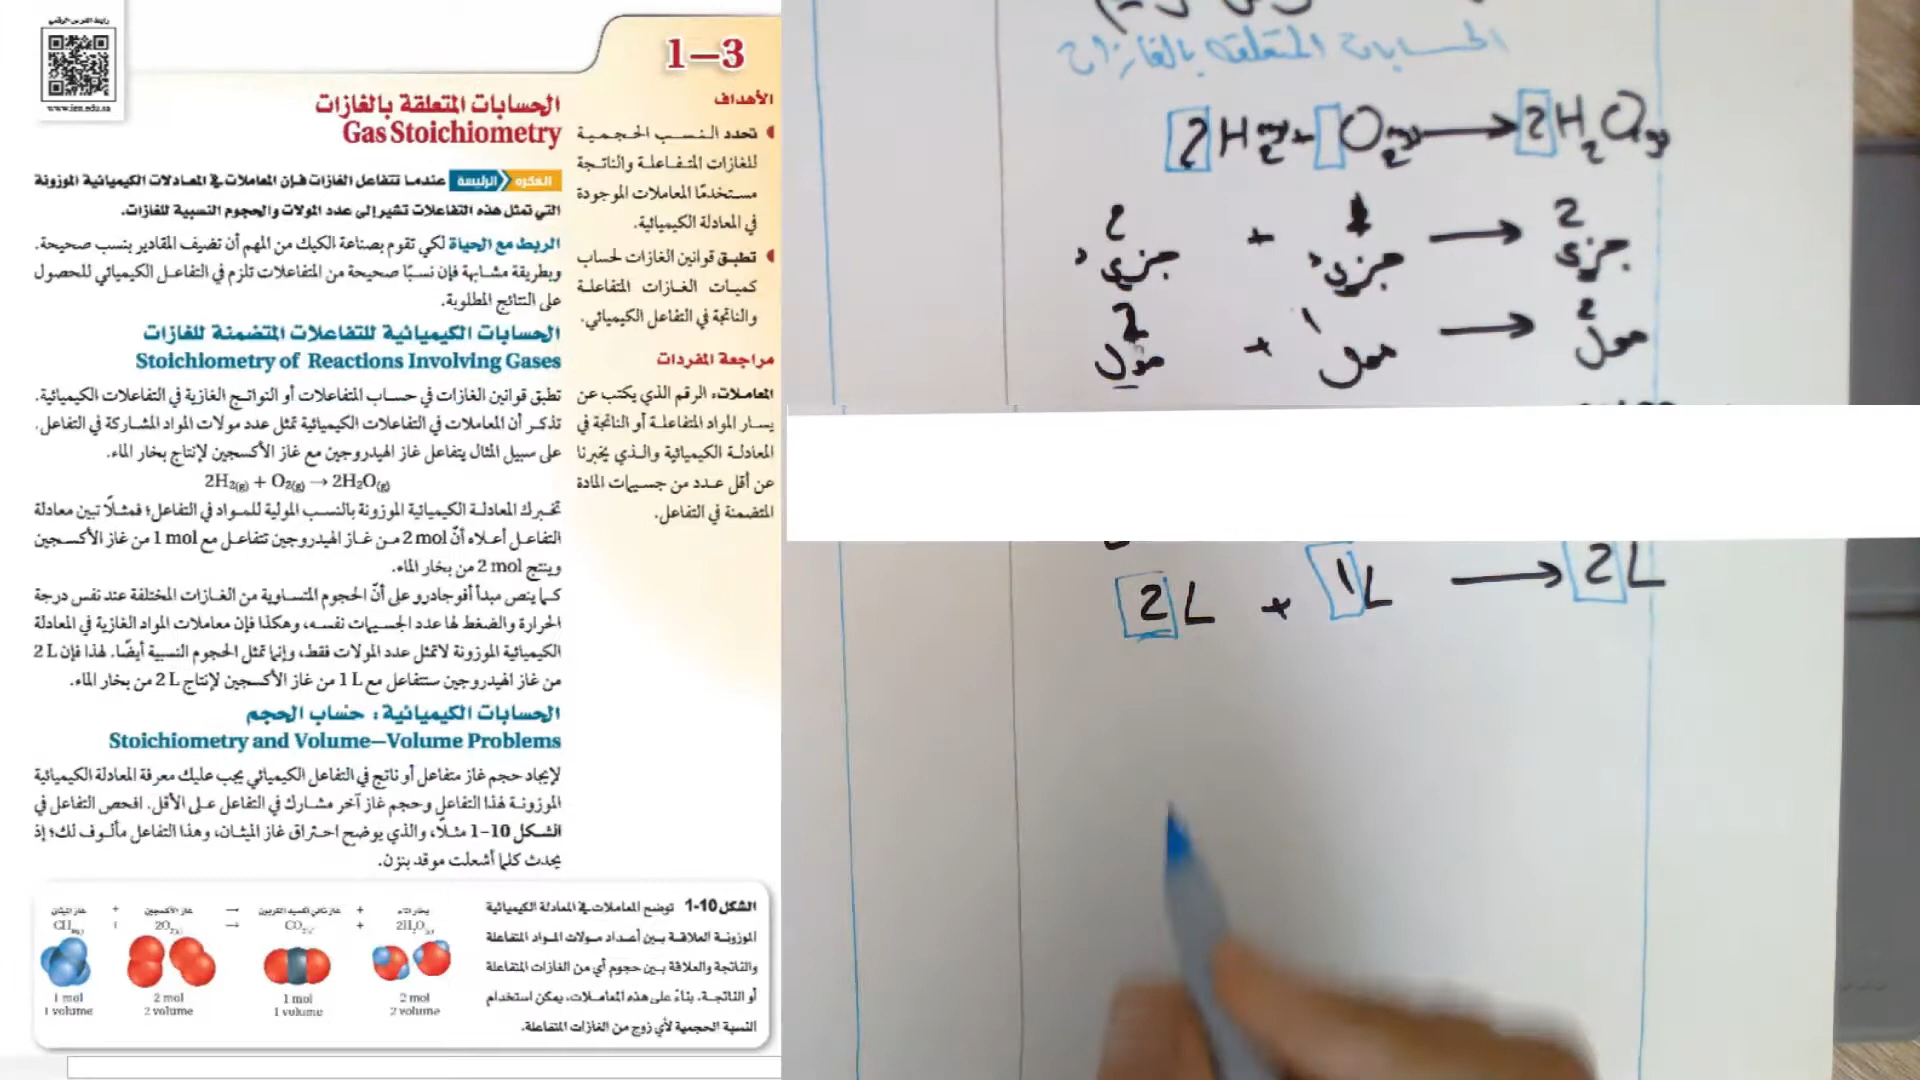 رابط الدرس الرقمي
www.ien.edu.sa
1-3
الحسابات المتعلقة بالغازات
Gas Stoichiometry
الفكرة الرئيسة عندما تتفاعل الغازات فإن المعاملات في المعادلات الكيميائية الموزونة
التي تمثل هذه التفاعلات تشير إلى عدد المولات والحجوم النسبية للغازات.
الربط مع الحياة لكي تقوم بصناعة الكيك من المهم أن تضيف المقادير بنسب صحيحة.
وبطريقة مشابهة فإن نسبًا صحيحة من المتفاعلات تلزم في التفاعل الكيميائي للحصول
على النتائج المطلوبة.
الحسابات الكيميائية للتفاعلات المتضمنة للغازات
Stoichiometry of Reactions Involving Gases
تطبق قوانين الغازات في حساب المتفاعلات أو النواتج الغازية في التفاعلات الكيميائية.
تذكر أن المعاملات في التفاعلات الكيميائية تمثل عدد مولات المواد المشاركة في التفاعل.
على سبيل المثال يتفاعل غاز الهيدروجين مع غاز الأكسجين لإنتاج بخار الماء.
2H2(g) + O2(g) → 2H2O(g)
تخبرك المعادلة الكيميائية الموزونة بالنسب المولية للمواد في التفاعل؛ فمثلاً تبين معادلة
التفاعل أعلاه أنّ 2 mol من غاز الهيدروجين تتفاعل مع 1 mol من غاز الأكسجين
وينتج 2 mol من بخار الماء.
كما ينص مبدأ أفوجادرو على أنّ الحجوم المتساوية من الغازات المختلفة عند نفس درجة
الحرارة والضغط لها عدد الجسيمات نفسه، وهكذا فإن معاملات المواد الغازية في المعادلة
الكيميائية الموزونة لا تمثل عدد المولات فقط، وإنما تمثل الحجوم النسبية أيضًا. لهذا فإن 2 L
من غاز الهيدروجين ستتفاعل مع 1 L من غاز الأكسجين لإنتاج 2 L من بخار الماء.
الحسابات الكيميائية: حساب الحجم
Stoichiometry and Volume—Volume Problems
لإيجاد حجم غاز متفاعل أو ناتج في التفاعل الكيميائي يجب عليك معرفة المعادلة الكيميائية
الموزونة لهذا التفاعل وحجم غاز آخر مشارك في التفاعل على الأقل. افحص التفاعل في
الشكل 10-1 مثلًا، والذي يوضح احتراق غاز الميثان، وهذا التفاعل مألوف لك؛ إذ
يحدث كلما أشعلت موقد بنزن.
الأهداف
تحدد النسب الحجمية
للغازات المتفاعلة والناتجة
مستخدمًا المعاملات الموجودة
في المعادلة الكيميائية.
تطبق قوانين الغازات لحساب
كميات الغازات المتفاعلة
والناتجة في التفاعل الكيميائي.
مراجعة المفردات
المعاملات، الرقم الذي يكتب عن
يسار المواد المتفاعلة أو الناتجة في
المعادلة الكيميائية والذي يخبرنا
عن أقل عدد من جسيمات المادة
المتضمنة في التفاعل.
الشكل 10-1 توضح المعاملات في المعادلة الكيميائية
الموزونة العلاقة بين أعداد مولات المواد المتفاعلة
والناتجة والعلاقة بين حجوم أي من الغازات المتفاعلة
أو الناتجة. بناءً على هذه المعاملات، يمكن استخدام
النسبة الحجمية لأي زوج من الغازات المتفاعلة.
غاز الميثان + غاز الأكسجين → غاز ثاني أكسيد الكربون + بخار الماء
CH4(g) + 2O2(g) → CO2(g) + 2H2O(g)
1 mol 2 mol 1 mol 2 mol
1 volume 2 volume 1 volume 2 volume
الحسابات المتعلقة بالغازات
2H2(g) + O2(g) → 2H2O(g)
2 جزيء + 1 جزيء → 2 جزيء
2 مول + 1 مول → 2 مول
2L + 1L → 2L